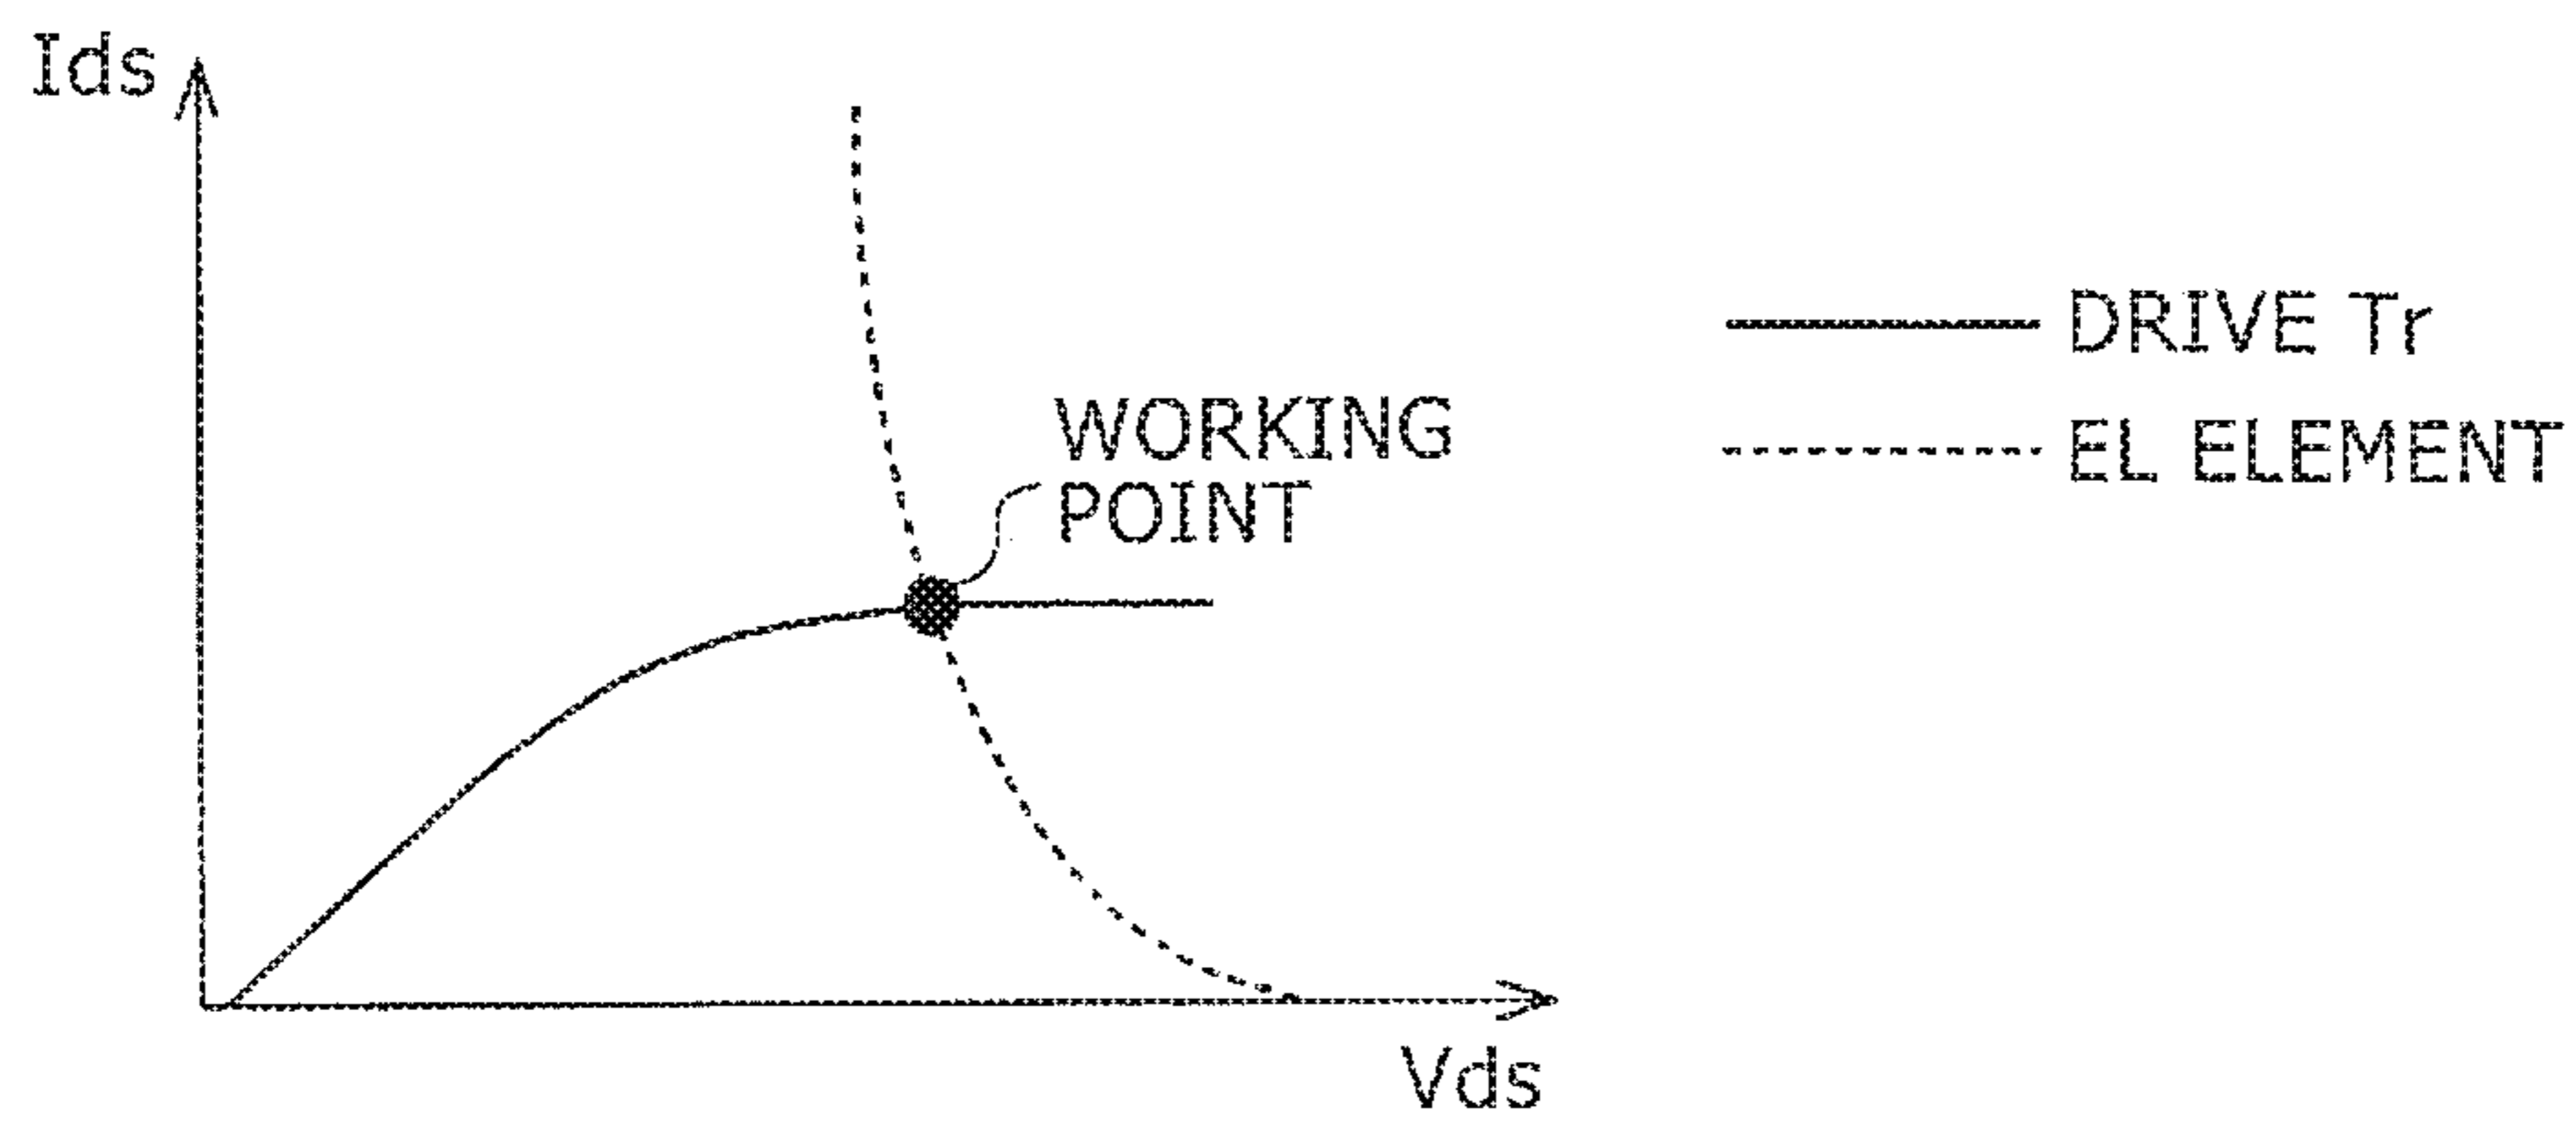 Ids
WORKING
POINT
DRIVE Tr
EL ELEMENT
Vds